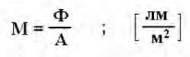 М = Ф/А ; [лм/м²]